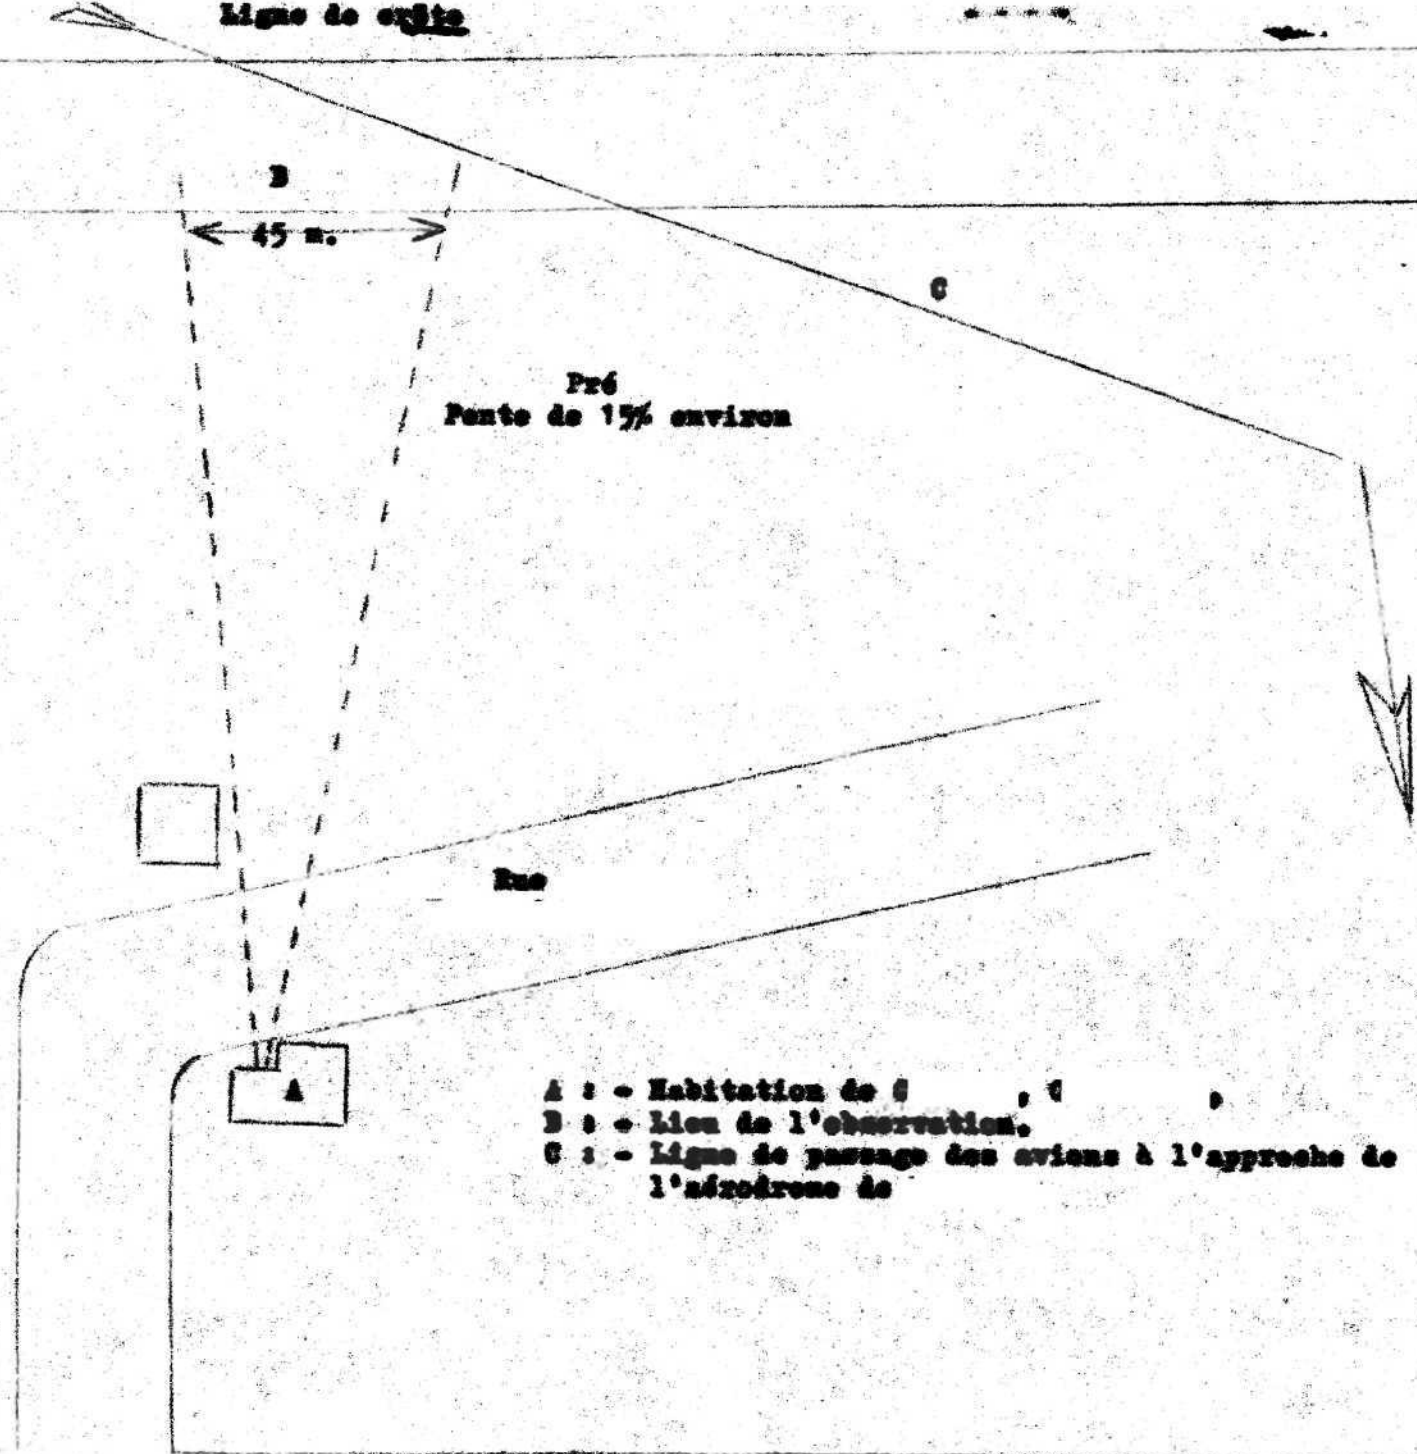 Ligne de crête
B
45 m.
C
Pré
Pente de 15% environ
Rue
A
A : - Habitation de C , C ,
B : - Lieu de l'observation.
C : - Ligne de passage des avions à l'approche de
l'aérodrome de